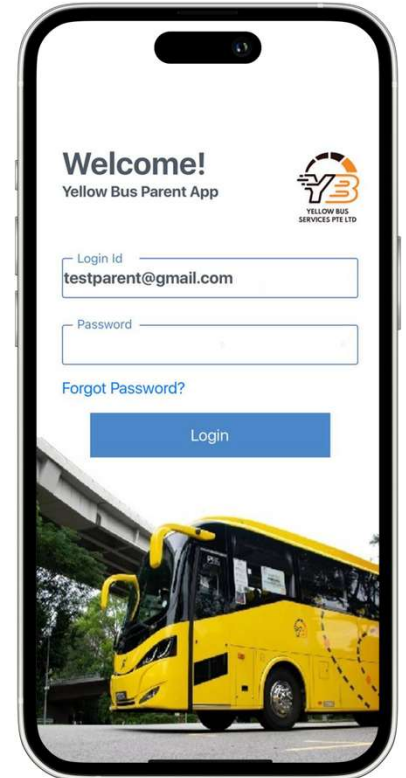 Welcome!
Yellow Bus Parent App
YB
YELLOW BUS
SERVICES PTE LTD
Login Id
testparent@gmail.com
Password
Forgot Password?
Login